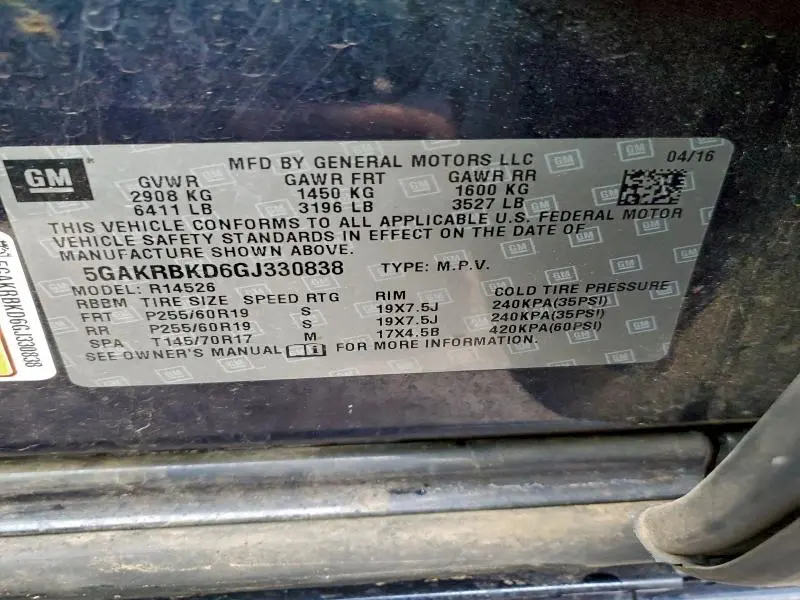 GM
MFD BY GENERAL MOTORS LLC 04/16
GVWR GAWR FRT GAWR RR
2908 KG 1450 KG 1600 KG
6411 LB 3196 LB 3527 LB
THIS VEHICLE CONFORMS TO ALL APPLICABLE U.S. FEDERAL MOTOR
VEHICLE SAFETY STANDARDS IN EFFECT ON THE DATE OF
MANUFACTURE SHOWN ABOVE.
5GAKRBKD6GJ330838 TYPE: M.P.V.
MODEL: R14526
RBBM TIRE SIZE SPEED RTG RIM COLD TIRE PRESSURE
FRT P255/60R19 S 19X7.5J 240KPA(35PSI)
RR P255/60R19 S 19X7.5J 240KPA(35PSI)
SPA T145/70R17 M 17X4.5B 420KPA(60PSI)
SEE OWNER'S MANUAL FOR MORE INFORMATION.
5GAKRBKD6GJ330838